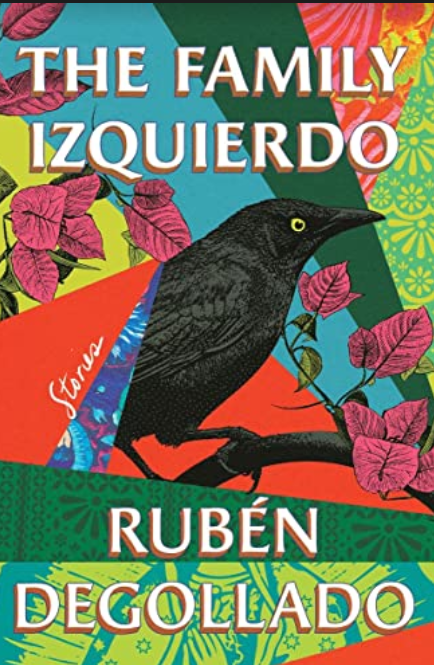 THE FAMILY
IZQUIERDO
Stories
RUBÉN
DEGOLLADO